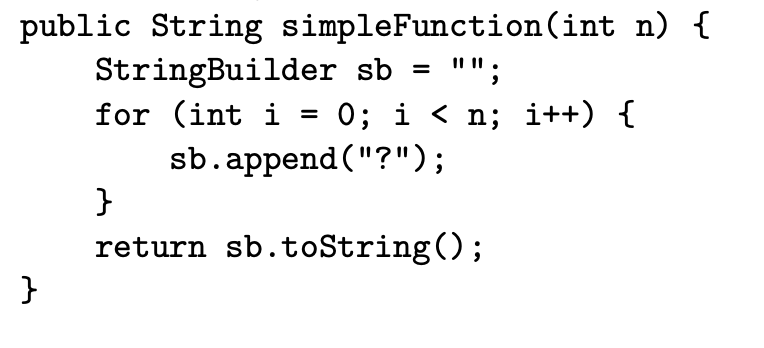 public String simpleFunction(int n) {
    StringBuilder sb = "";
    for (int i = 0; i < n; i++) {
        sb.append("?");
    }
    return sb.toString();
}